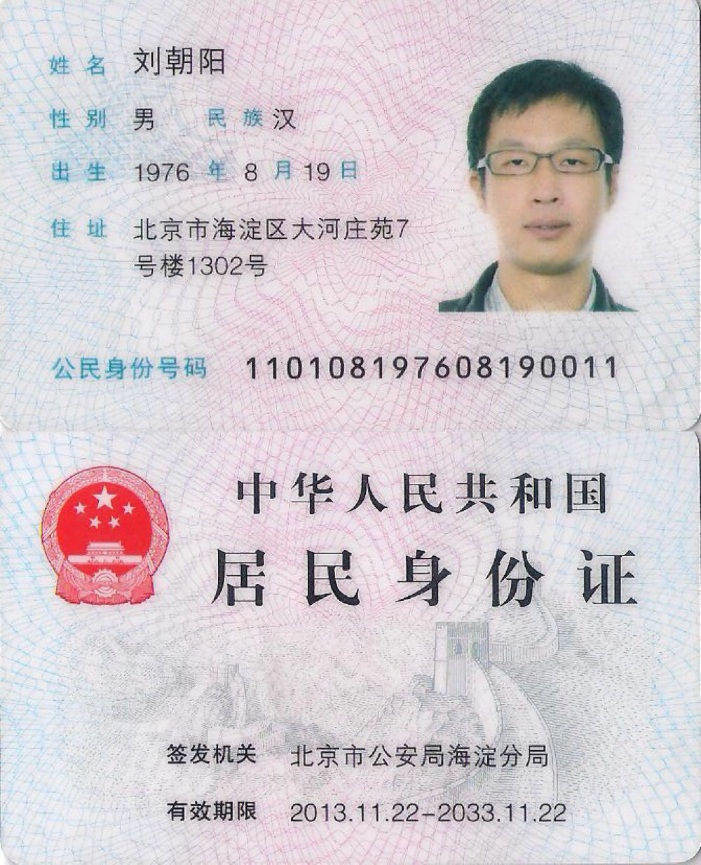 姓名 刘朝阳
性别 男 民族 汉
出生 1976 年 8 月 19 日
住址 北京市海淀区大河庄苑7
号楼1302号
公民身份号码 110108197608190011
中华人民共和国
居民身份证
签发机关 北京市公安局海淀分局
有效期限 2013.11.22-2033.11.22